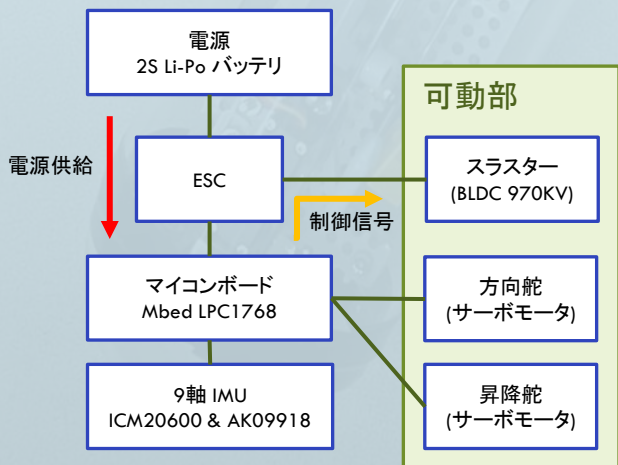 電源
2S Li-Po バッテリ
可動部
電源供給
ESC
スラスター
(BLDC 970KV)
制御信号
マイコンボード
Mbed LPC1768
方向舵
(サーボモータ)
9軸 IMU
ICM20600 & AK09918
昇降舵
(サーボモータ)